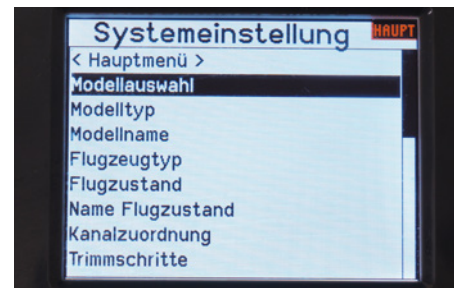 Systemeinstellung HAUPT
< Hauptmenü >
Modellauswahl
Modelltyp
Modellname
Flugzeugtyp
Flugzustand
Name Flugzustand
Kanalzuordnung
Trimmschritte